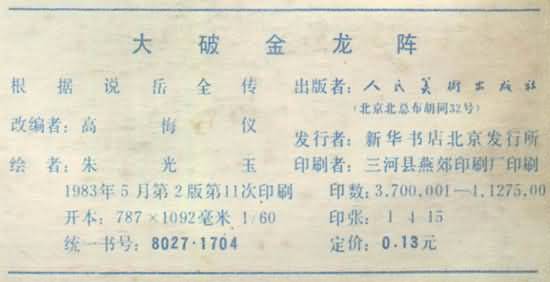 大破金龙阵
根据说岳全传
改编者：高梅仪
绘者：朱光玉
1983年5月第2版第11次印刷
开本：787×1092毫米 1/60
统一书号：8027·1704
出版者：人民美术出版社
（北京北总布胡同32号）
发行者：新华书店北京发行所
印刷者：三河县燕郊印刷厂印刷
印数：3,700,001—4,1275,00
印张：1 4 15
定价：0.13元